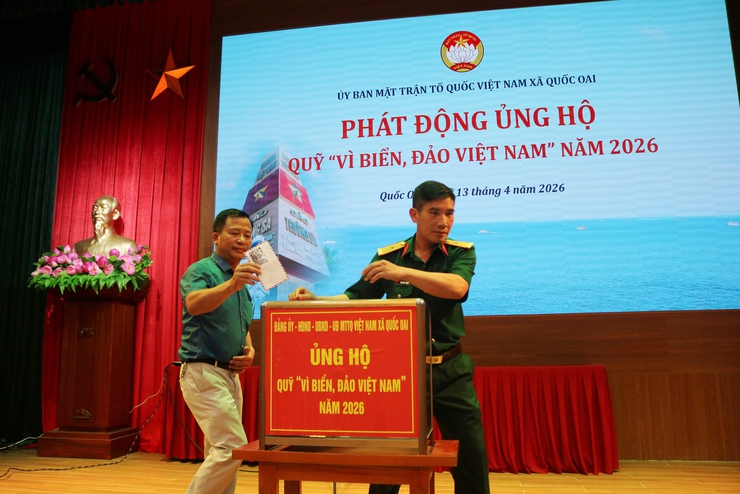 ỦY BAN MẶT TRẬN TỔ QUỐC VIỆT NAM XÃ QUỐC OAI
PHÁT ĐỘNG ỦNG HỘ
QUỸ “VÌ BIỂN, ĐẢO VIỆT NAM” NĂM 2026
Quốc 13 tháng 4 năm 2026
ĐẢNG ỦY - HĐND - UBND - UB MTTQ VIỆT NAM XÃ QUỐC OAI
ỦNG HỘ
QUỸ “VÌ BIỂN, ĐẢO VIỆT NAM”
NĂM 2026